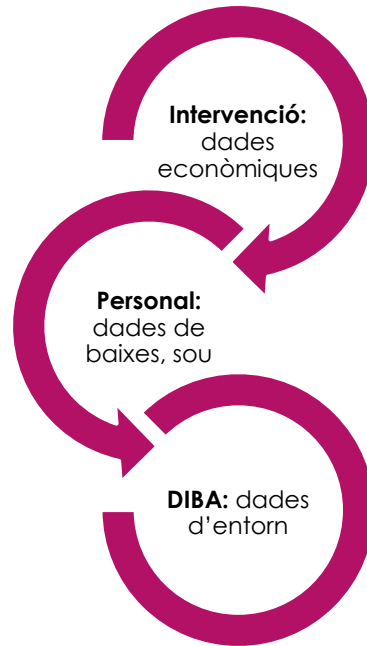 Intervenció:
dades
econòmiques
Personal:
dades de
baixes, sou
DIBA: dades
d’entorn